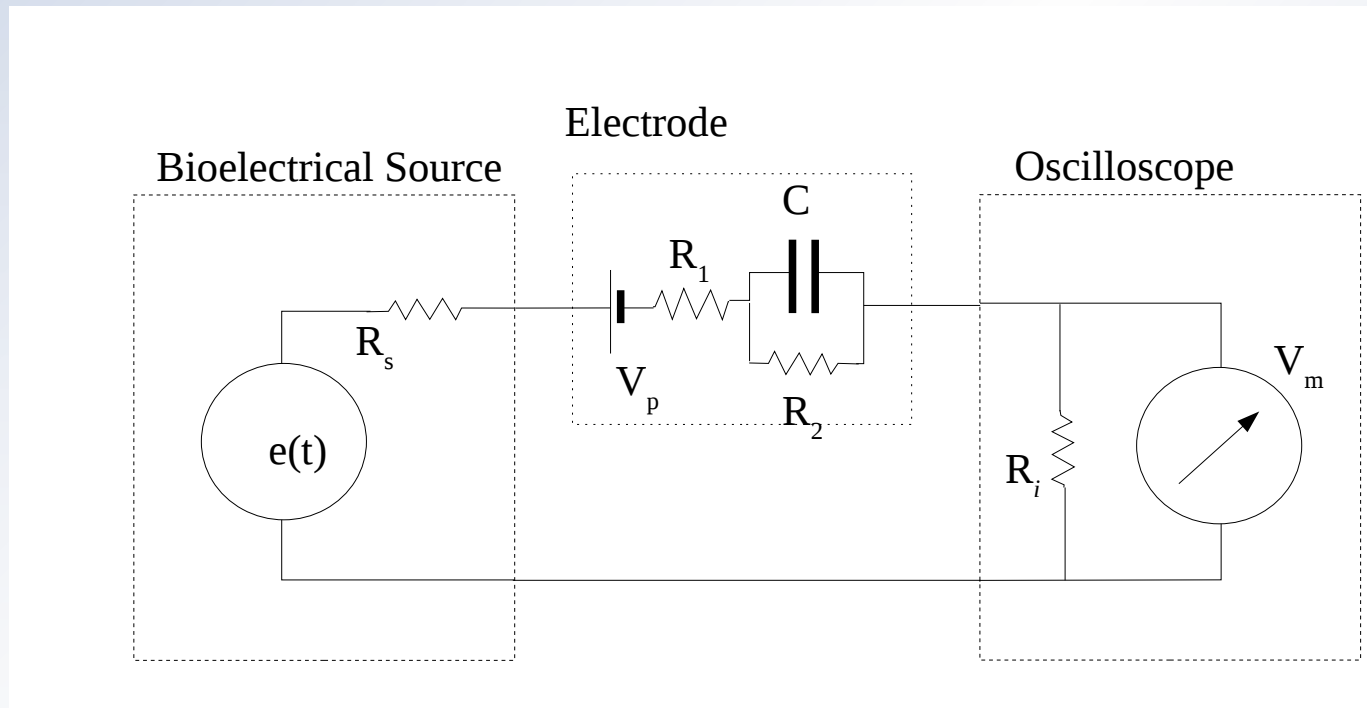 Electrode
Bioelectrical Source
Oscilloscope
C
R1
Rs
Vp
R2
e(t)
Ri
Vm